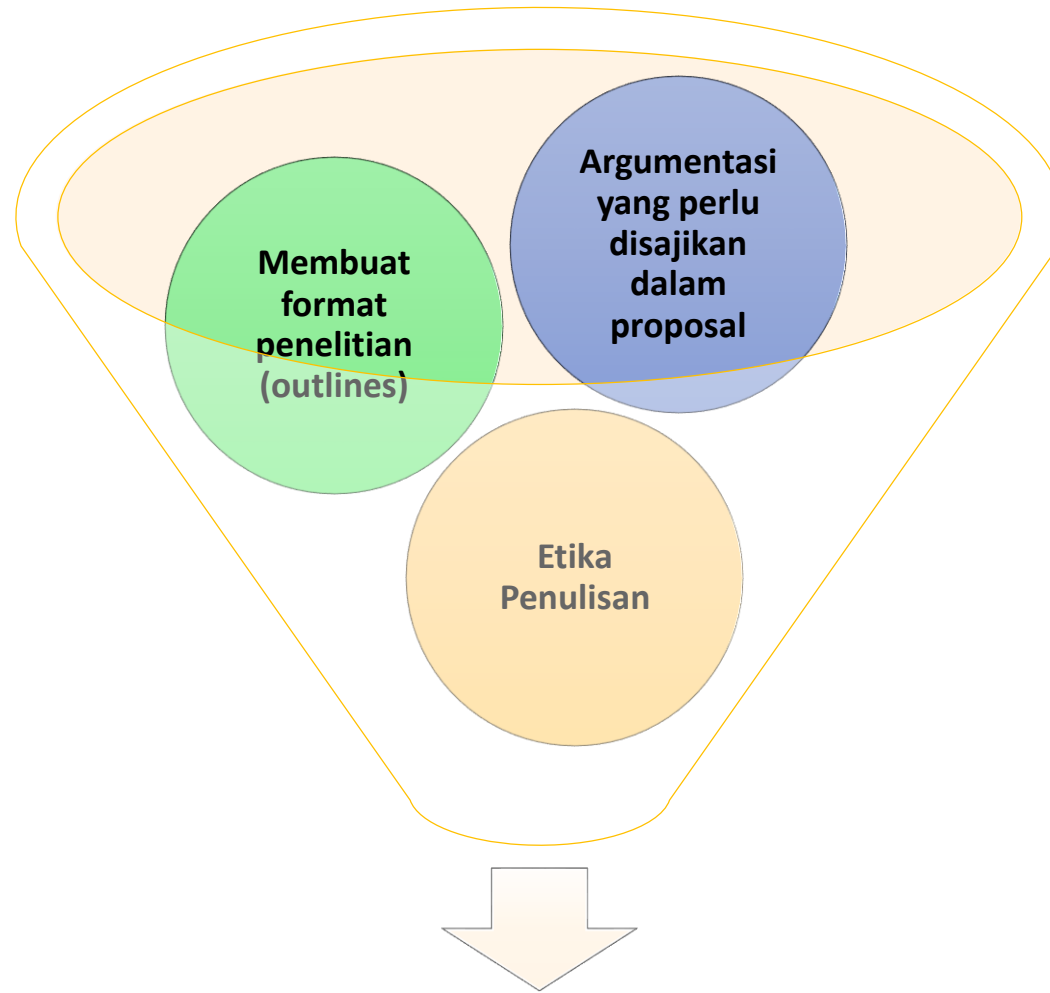 Argumentasi
yang perlu
disajikan
dalam
proposal
Membuat
format
penelitian
(outlines)
Etika
Penulisan